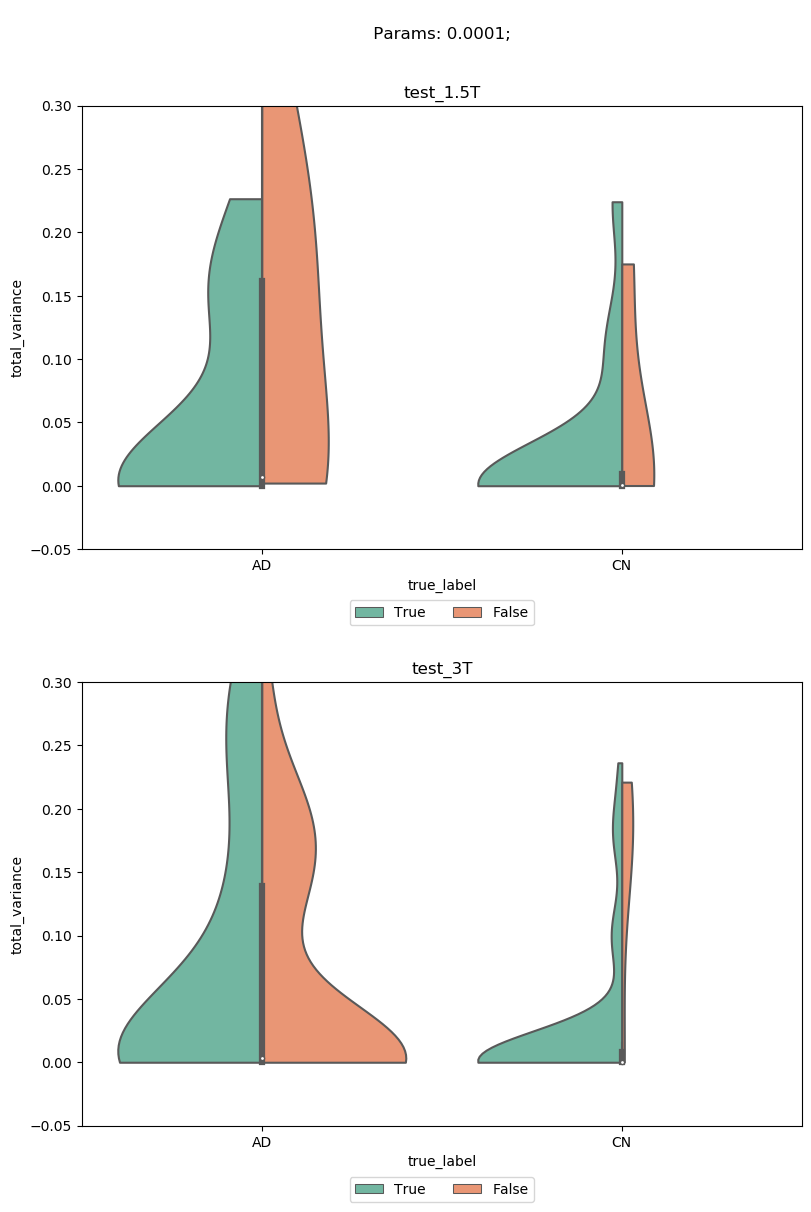 Params: 0.0001;
test_1.5T
0.30
0.25
0.20
0.15
0.10
0.05
0.00
−0.05
total_variance
AD CN
true_label
True False
test_3T
0.30
0.25
0.20
0.15
0.10
0.05
0.00
−0.05
total_variance
AD CN
true_label
True False